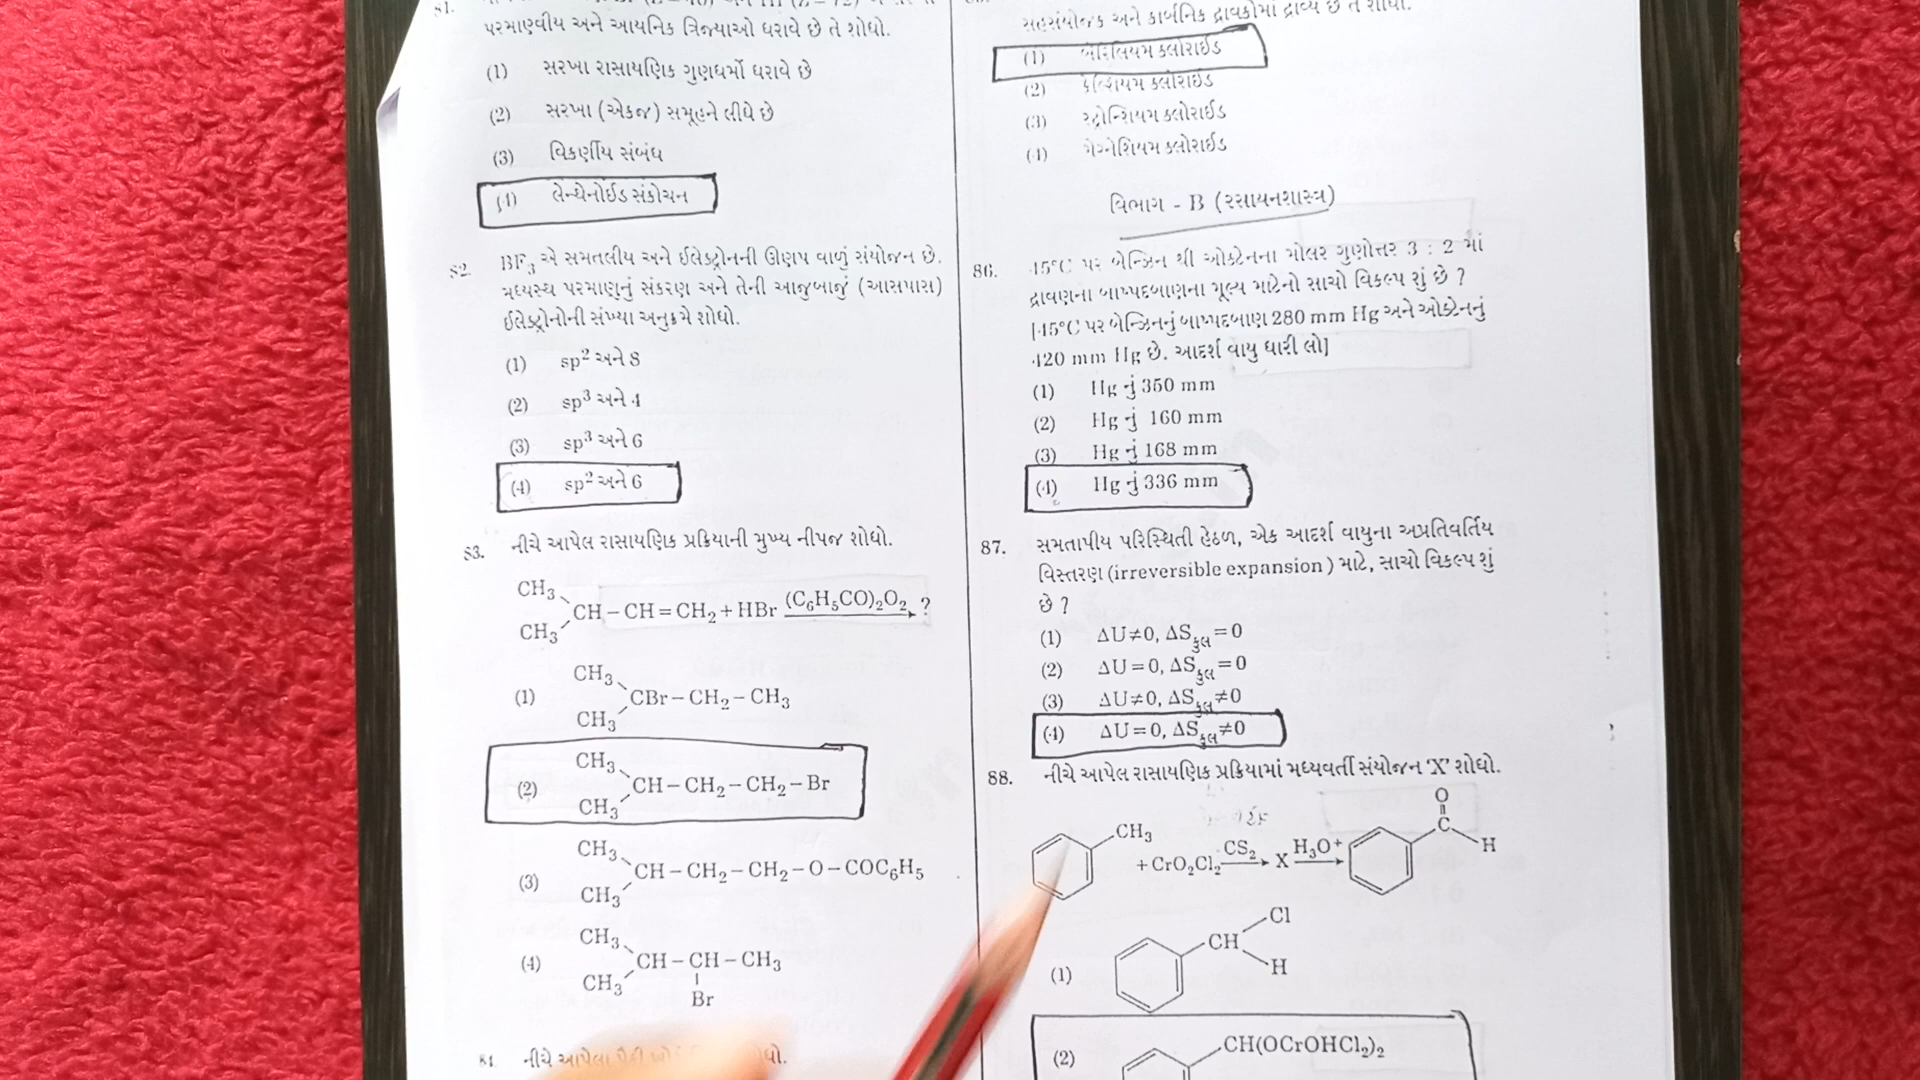 81.
પરમાણ્વીય અને આયનિક ત્રિજ્યાઓ ધરાવે છે તે શોધો.
(1) સરખા રાસાયણિક ગુણધર્મો ધરાવે છે
(2) સરખા (એકજ) સમૂહને લીધે છે
(3) વિકર્ણીય સંબંધ
(4) લેન્થેનોઈડ સંકોચન
82. BF3 એ સમતલીય અને ઈલેક્ટ્રોનની ઊણપ વાળું સંયોજન છે.
મધ્યસ્થ પરમાણુનું સંકરણ અને તેની આજુબાજું (આસપાસ)
ઈલેક્ટ્રોનોની સંખ્યા અનુક્રમે શોધો.
(1) sp² અને 8
(2) sp³ અને 4
(3) sp³ અને 6
(4) sp² અને 6
83. નીચે આપેલ રાસાયણિક પ્રક્રિયાની મુખ્ય નીપજ શોધો.
CH3
CH–CH=CH2+HBr (C6H5CO)2O2 ?
CH3
CH3
(1) CBr–CH2–CH3
CH3
CH3
(2) CH–CH2–CH2–Br
CH3
CH3
(3) CH–CH2–CH2–O–COC6H5
CH3
CH3
(4) CH–CH–CH3
CH3
Br
84. નીચે આપેલા
સહસંયોજક અને કાર્બનિક દ્રાવકોમાં દ્રાવ્ય છે તે શોધો.
(1) બેરિલિયમ ક્લોરાઈડ
(2) કેલ્શિયમ ક્લોરાઈડ
(3) સ્ટ્રોન્શિયમ ક્લોરાઈડ
(4) મેગ્નેશિયમ ક્લોરાઈડ
વિભાગ - B (રસાયનશાસ્ત્ર)
86. 45°C પર બેન્ઝિન થી ઓક્ટેનના મોલર ગુણોત્તર 3 : 2 માં
દ્રાવણના બાષ્પદબાણના મૂલ્ય માટેનો સાચો વિકલ્પ શું છે ?
[45°C પર બેન્ઝિનનું બાષ્પદબાણ 280 mm Hg અને ઓક્ટેનનું
420 mm Hg છે. આદર્શ વાયુ ધારી લો]
(1) Hg નું 350 mm
(2) Hg નું 160 mm
(3) Hg નું 168 mm
(4) Hg નું 336 mm
87. સમતાપીય પરિસ્થિતી હેઠળ, એક આદર્શ વાયુના અપ્રતિવર્તિય
વિસ્તરણ (irreversible expansion) માટે, સાચો વિકલ્પ શું
છે ?
(1) ΔU≠0, ΔSકુલ=0
(2) ΔU=0, ΔSકુલ=0
(3) ΔU≠0, ΔSકુલ≠0
(4) ΔU=0, ΔSકુલ≠0
88. નીચે આપેલ રાસાયણિક પ્રક્રિયામાં મધ્યવર્તી સંયોજન 'X' શોધો.
O
CH3 C
+CrO2Cl2 CS2 X H3O+ H
Cl
CH
(1) H
(2) CH(OCrOHCl2)2